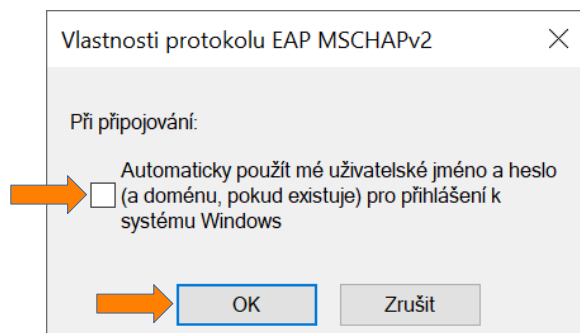 Vlastnosti protokolu EAP MSCHAPv2
Při připojování:
Automaticky použít mé uživatelské jméno a heslo
(a doménu, pokud existuje) pro přihlášení k
systému Windows
OK
Zrušit